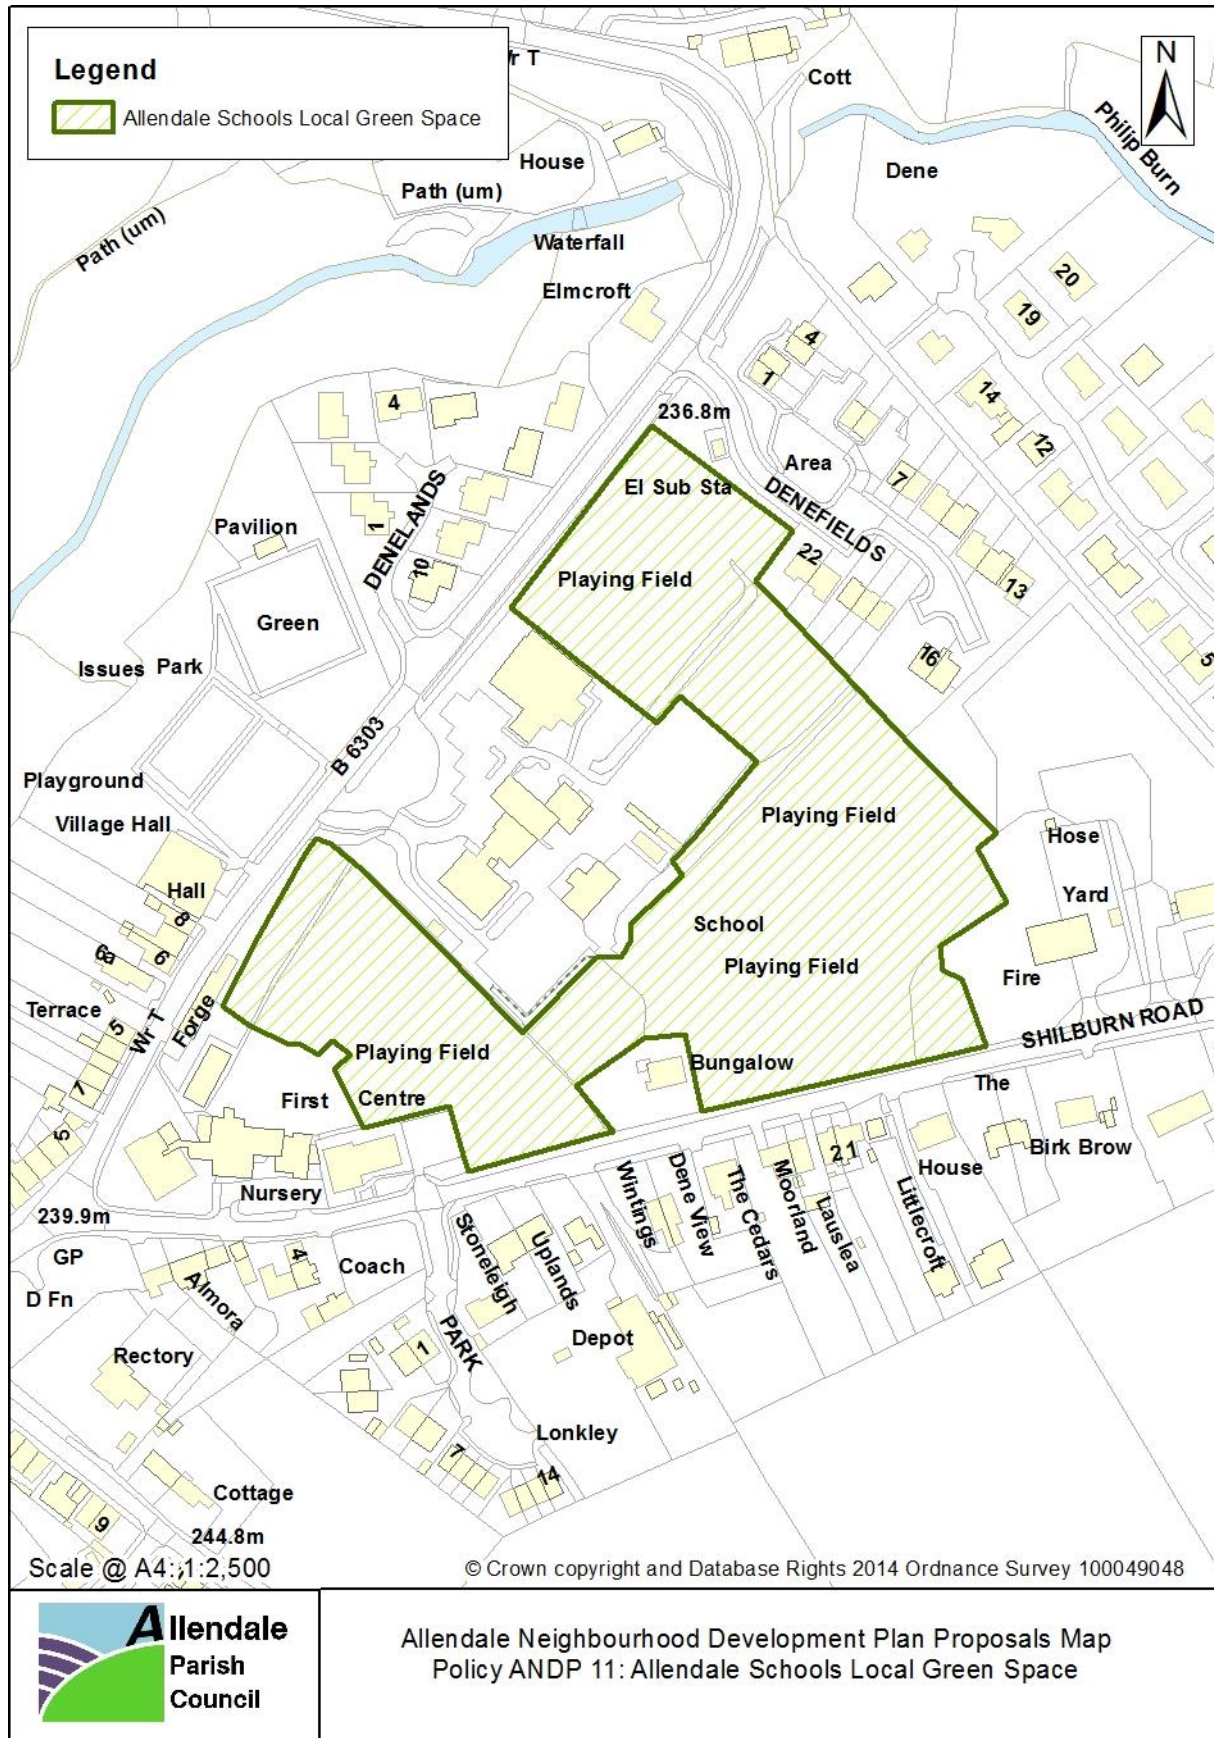 Legend
Allendale Schools Local Green Space
r T
Cott
N
Philip Burn
House
Dene
Path (um)
Path (um)
Waterfall
Elmcroft
20
19
4
1
14
12
4
236.8m
Area
El Sub Sta
7
DENEFIELDS
DENELANDS
1
Pavilion
22
10
Playing Field
13
Green
16
5
Issues
Park
B 6303
Playground
Playing Field
Village Hall
Hose
Hall
Yard
8
School
6a
6
Playing Field
Fire
Terrace
5
Wr T
Forge
SHILBURN ROAD
Playing Field
Bungalow
7
First
Centre
The
5
21
Birk Brow
House
Nursery
Wintings
Dene View
The Cedars
Moorland
Lauslea
Littlecroft
239.9m
Stoneleigh
Uplands
GP
4
Coach
D Fn
Almora
PARK
Depot
Rectory
1
Lonkley
7
14
Cottage
9
244.8m
Scale @ A4: 1:2,500
© Crown copyright and Database Rights 2014 Ordnance Survey 100049048
Allendale
Parish
Council
Allendale Neighbourhood Development Plan Proposals Map
Policy ANDP 11: Allendale Schools Local Green Space